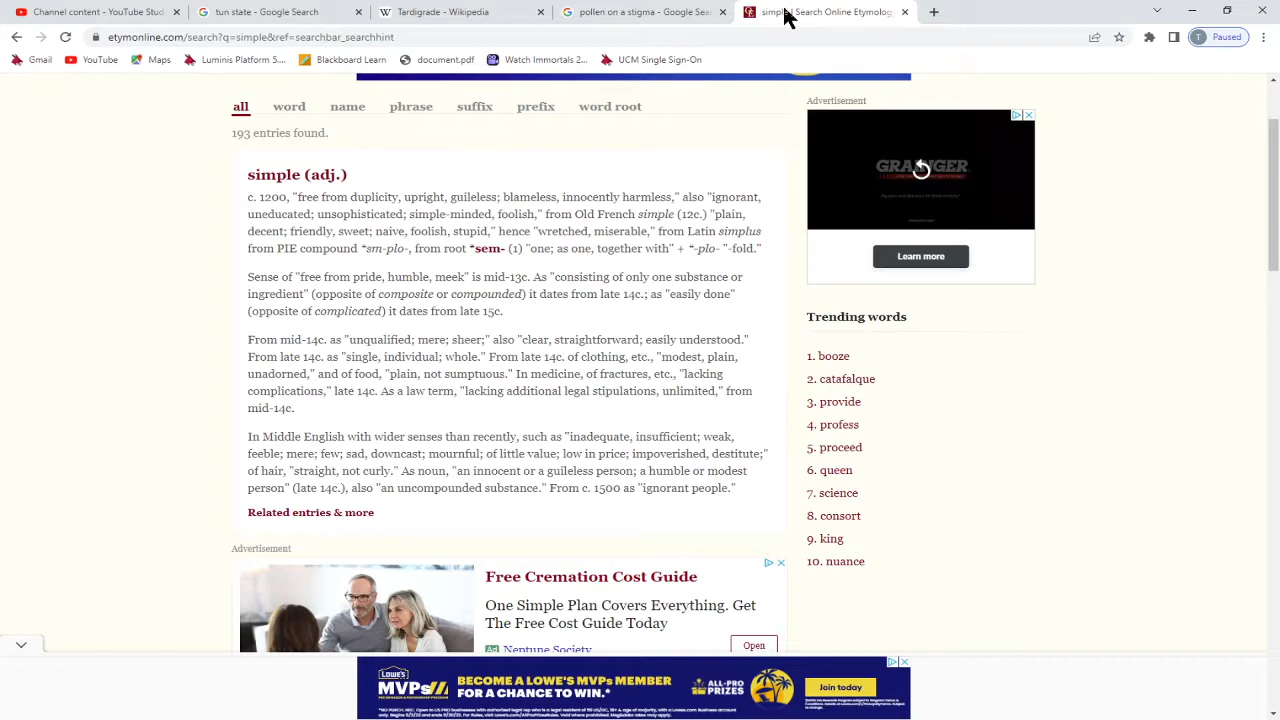 Channel content - YouTube Studio
tun state - Google Search
Tardigrade - Wikipedia
pollen on a stigma - Google Sea
simple | Search Online Etymolog
etymonline.com/search?q=simple&ref=searchbar_searchhint
T Paused
Gmail YouTube Maps Luminis Platform 5.... Blackboard Learn document.pdf Watch Immortals 2... UCM Single Sign-On
all word name phrase suffix prefix word root
193 entries found.
simple (adj.)
c. 1200, "free from duplicity, upright, guileless; blameless, innocently harmless," also "ignorant,
uneducated; unsophisticated; simple-minded, foolish," from Old French simple (12c.) "plain,
decent; friendly, sweet; naive, foolish, stupid," hence "wretched, miserable," from Latin simplus
from PIE compound *sm-plo-, from root *sem- (1) "one; as one, together with" + *-plo- "-fold."
Sense of "free from pride, humble, meek" is mid-13c. As "consisting of only one substance or
ingredient" (opposite of composite or compounded) it dates from late 14c.; as "easily done"
(opposite of complicated) it dates from late 15c.
From mid-14c. as "unqualified; mere; sheer;" also "clear, straightforward; easily understood."
From late 14c. as "single, individual; whole." From late 14c. of clothing, etc., "modest, plain,
unadorned," and of food, "plain, not sumptuous." In medicine, of fractures, etc., "lacking
complications," late 14c. As a law term, "lacking additional legal stipulations, unlimited," from
mid-14c.
In Middle English with wider senses than recently, such as "inadequate, insufficient; weak,
feeble; mere; few; sad, downcast; mournful; of little value; low in price; impoverished, destitute;"
of hair, "straight, not curly." As noun, "an innocent or a guileless person; a humble or modest
person" (late 14c.), also "an uncompounded substance." From c. 1500 as "ignorant people."
Related entries & more
Advertisement
Free Cremation Cost Guide
One Simple Plan Covers Everything. Get
The Free Cost Guide Today
Ad Neptune Society
Open
Advertisement
GRAINGER
Learn more
Trending words
1. booze
2. catafalque
3. provide
4. profess
5. proceed
6. queen
7. science
8. consort
9. king
10. nuance
LOWE'S
MVPs
BECOME A LOWE'S MVPs MEMBER
FOR A CHANCE TO WIN.*
ALL-PRO
PRIZES
Join today